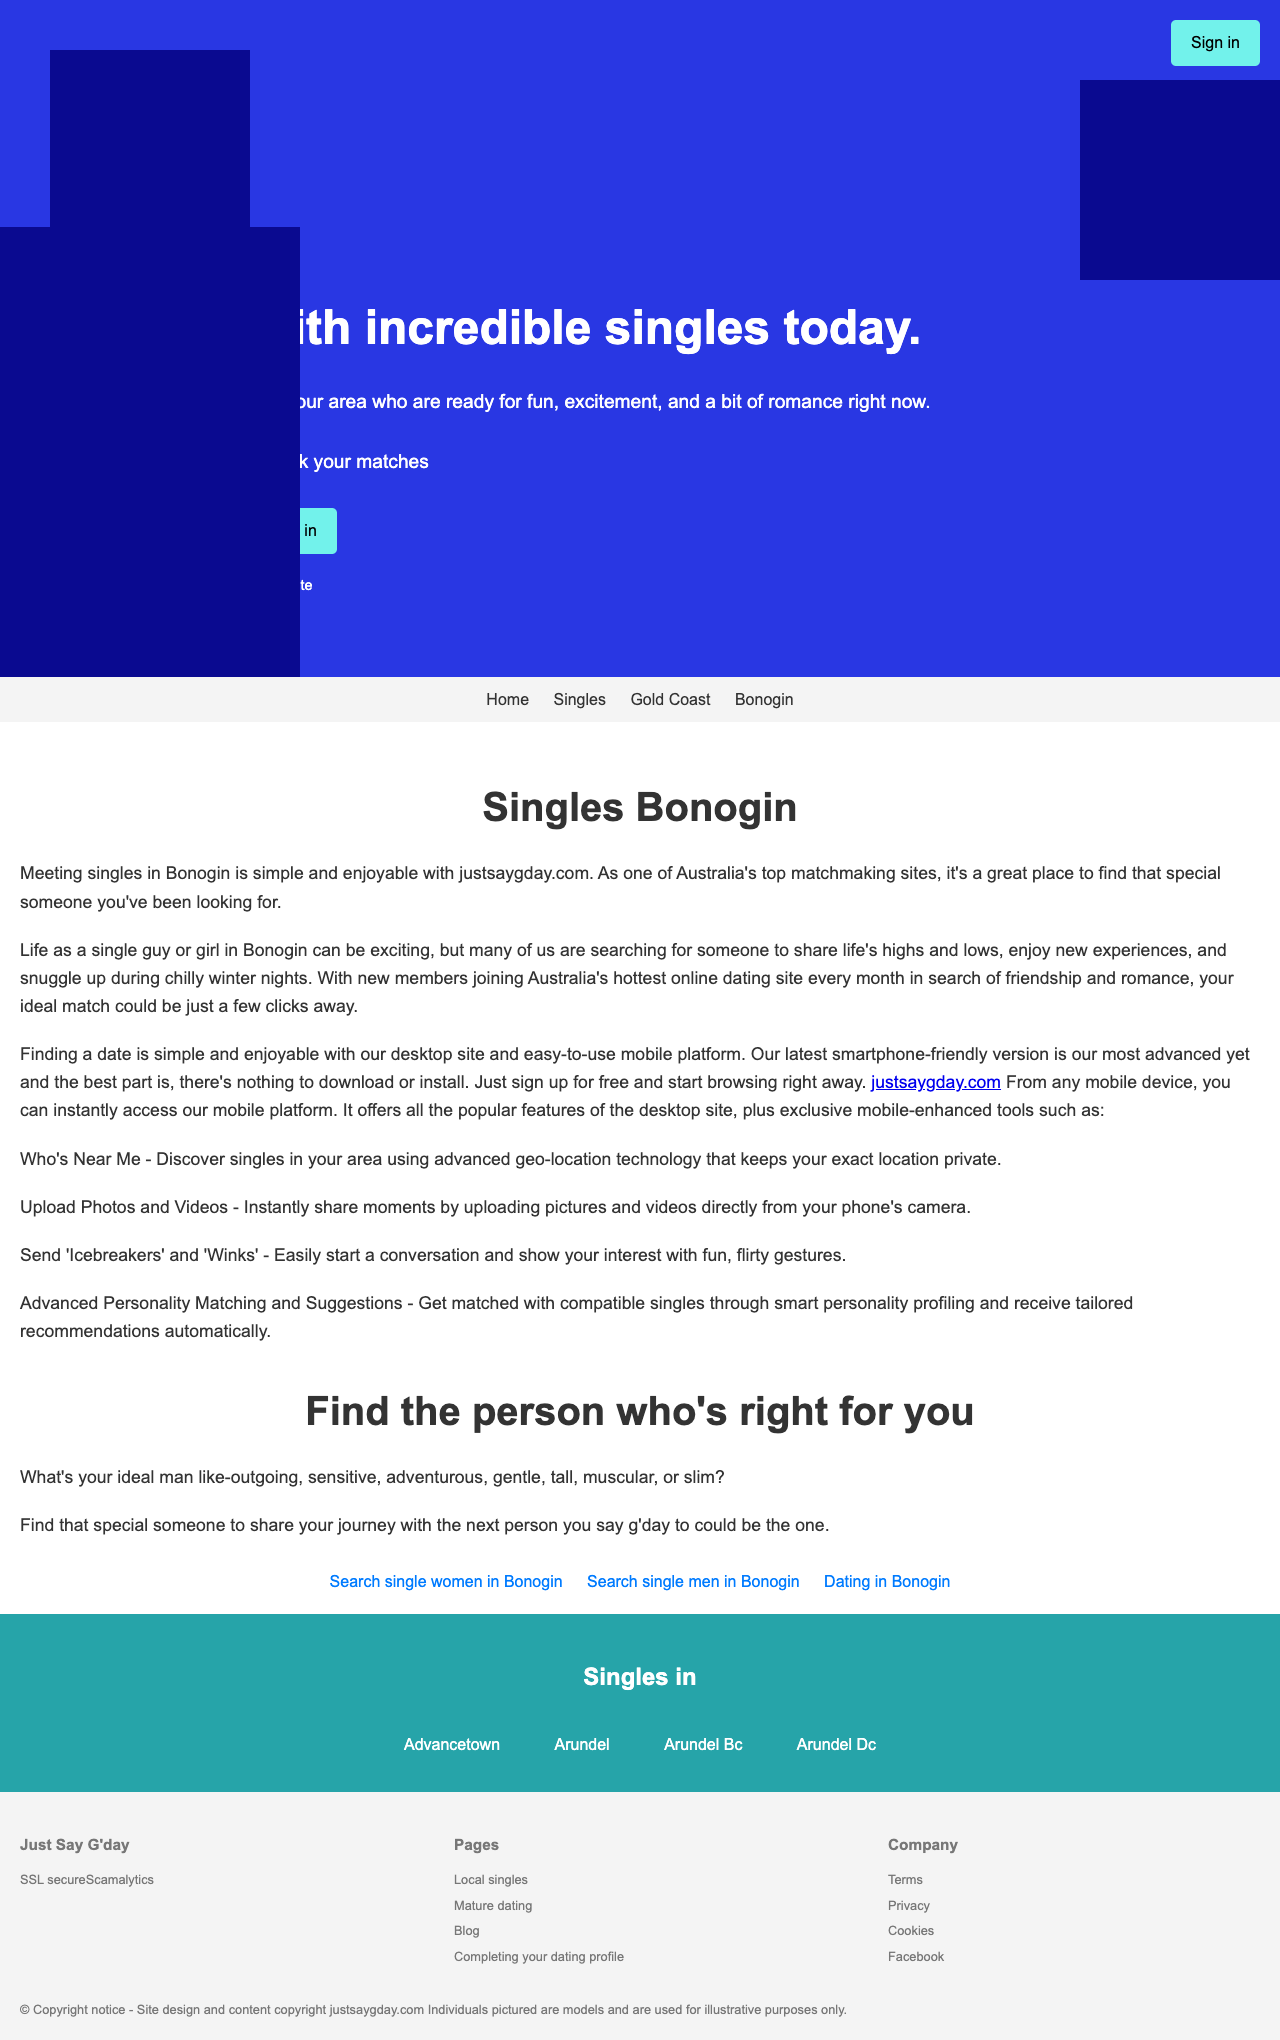 Sign in
ith incredible singles today.
our area who are ready for fun, excitement, and a bit of romance right now.
k your matches
in
te
Home Singles Gold Coast Bonogin
Singles Bonogin
Meeting singles in Bonogin is simple and enjoyable with justsaygday.com. As one of Australia's top matchmaking sites, it's a great place to find that special
someone you've been looking for.
Life as a single guy or girl in Bonogin can be exciting, but many of us are searching for someone to share life's highs and lows, enjoy new experiences, and
snuggle up during chilly winter nights. With new members joining Australia's hottest online dating site every month in search of friendship and romance, your
ideal match could be just a few clicks away.
Finding a date is simple and enjoyable with our desktop site and easy-to-use mobile platform. Our latest smartphone-friendly version is our most advanced yet
and the best part is, there's nothing to download or install. Just sign up for free and start browsing right away. justsaygday.com From any mobile device, you
can instantly access our mobile platform. It offers all the popular features of the desktop site, plus exclusive mobile-enhanced tools such as:
Who's Near Me - Discover singles in your area using advanced geo-location technology that keeps your exact location private.
Upload Photos and Videos - Instantly share moments by uploading pictures and videos directly from your phone's camera.
Send 'Icebreakers' and 'Winks' - Easily start a conversation and show your interest with fun, flirty gestures.
Advanced Personality Matching and Suggestions - Get matched with compatible singles through smart personality profiling and receive tailored
recommendations automatically.
Find the person who's right for you
What's your ideal man like-outgoing, sensitive, adventurous, gentle, tall, muscular, or slim?
Find that special someone to share your journey with the next person you say g'day to could be the one.
Search single women in Bonogin Search single men in Bonogin Dating in Bonogin
Singles in
Advancetown Arundel Arundel Bc Arundel Dc
Just Say G'day
SSL secureScamalytics
Pages
Local singles
Mature dating
Blog
Completing your dating profile
Company
Terms
Privacy
Cookies
Facebook
© Copyright notice - Site design and content copyright justsaygday.com Individuals pictured are models and are used for illustrative purposes only.